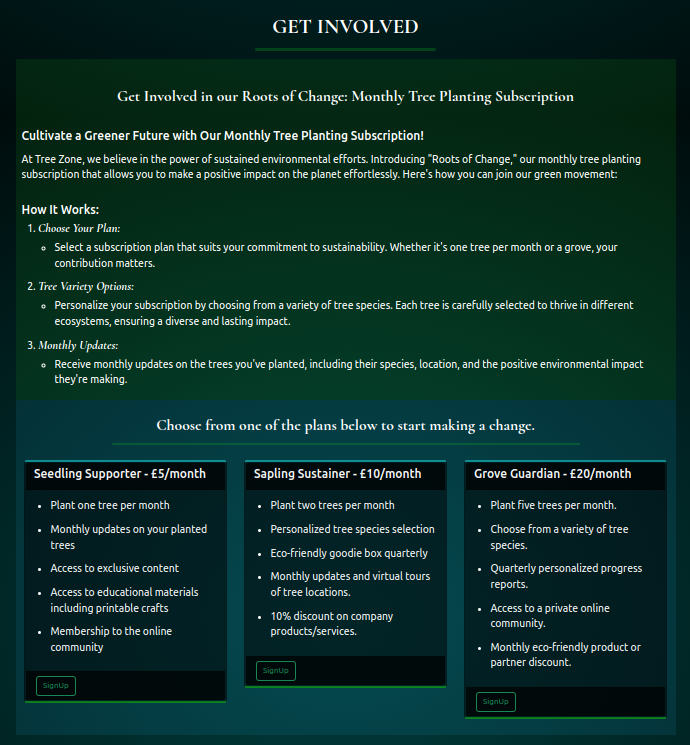 GET INVOLVED
Get Involved in our Roots of Change: Monthly Tree Planting Subscription
Cultivate a Greener Future with Our Monthly Tree Planting Subscription!
At Tree Zone, we believe in the power of sustained environmental efforts. Introducing "Roots of Change," our monthly tree planting
subscription that allows you to make a positive impact on the planet effortlessly. Here's how you can join our green movement:
How It Works:
1. Choose Your Plan:
Select a subscription plan that suits your commitment to sustainability. Whether it's one tree per month or a grove, your
contribution matters.
2. Tree Variety Options:
Personalize your subscription by choosing from a variety of tree species. Each tree is carefully selected to thrive in different
ecosystems, ensuring a diverse and lasting impact.
3. Monthly Updates:
Receive monthly updates on the trees you've planted, including their species, location, and the positive environmental impact
they're making.
Choose from one of the plans below to start making a change.
Seedling Supporter - £5/month
Plant one tree per month
Monthly updates on your planted
trees
Access to exclusive content
Access to educational materials
including printable crafts
Membership to the online
community
SignUp
Sapling Sustainer - £10/month
Plant two trees per month
Personalized tree species selection
Eco-friendly goodie box quarterly
Monthly updates and virtual tours
of tree locations.
10% discount on company
products/services.
SignUp
Grove Guardian - £20/month
Plant five trees per month.
Choose from a variety of tree
species.
Quarterly personalized progress
reports.
Access to a private online
community.
Monthly eco-friendly product or
partner discount.
SignUp